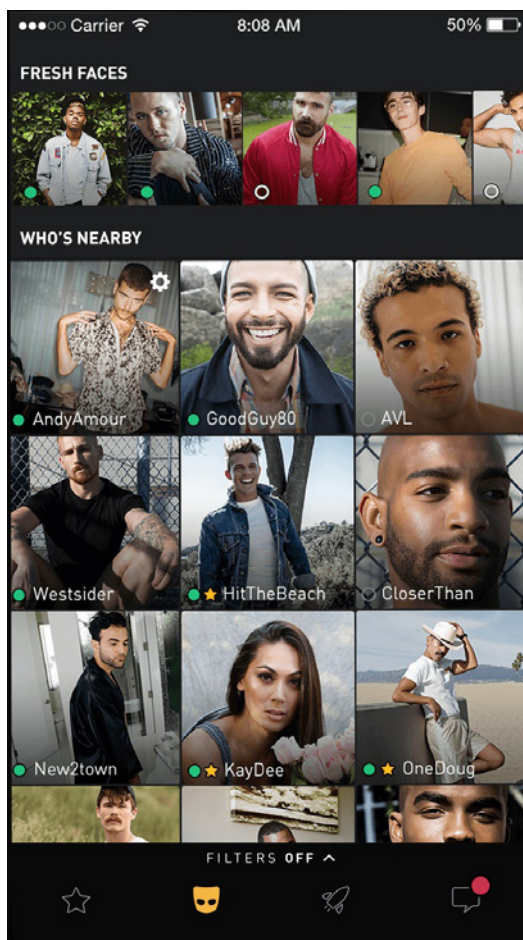 Carrier 8:08 AM 50%
FRESH FACES
WHO'S NEARBY
AndyAmour GoodGuy80 AVL
Westsider HitTheBeach CloserThan
New2town KayDee OneDoug
FILTERS OFF